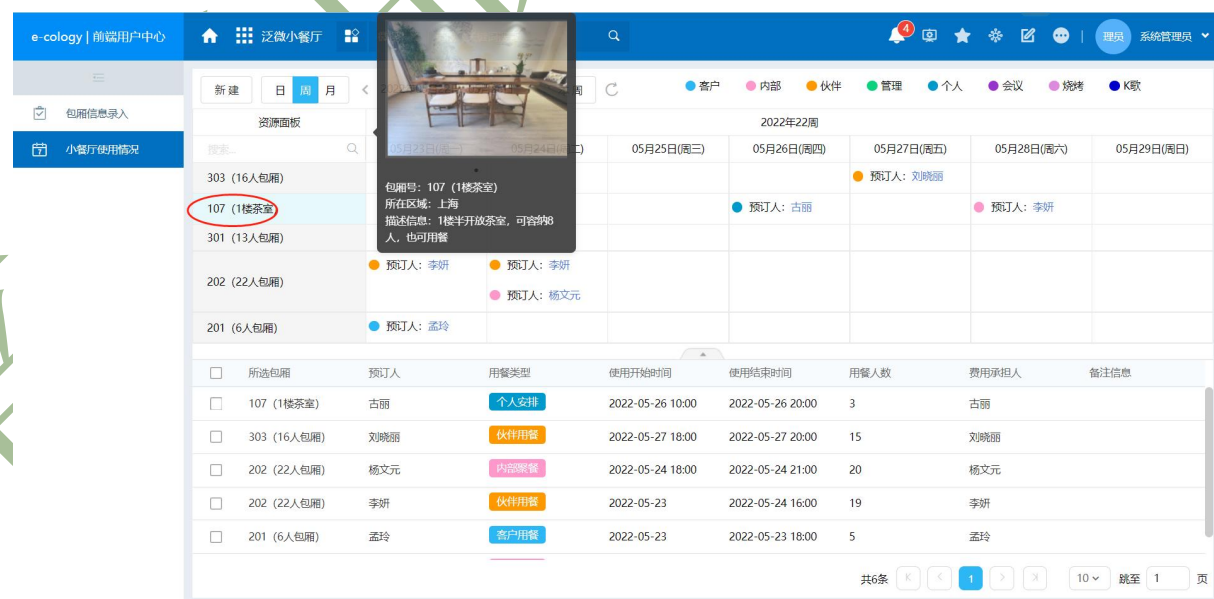 e-cology | 前端用户中心
泛微小餐厅
4
理员
系统管理员
包厢信息录入
小餐厅使用情况
新 建
日 周 月
周
客户
内部
伙伴
管理
个人
会议
烧烤
K歌
资源面板
2022年22周
搜索...
05月23日(周一)
05月24日(周二)
05月25日(周三)
05月26日(周四)
05月27日(周五)
05月28日(周六)
05月29日(周日)
303（16人包厢）
预订人：刘晓丽
107（1楼茶室）
预订人：古丽
预订人：李妍
301（13人包厢）
包厢号：107（1楼茶室）
所在区域：上海
描述信息：1楼半开放茶室，可容纳8
人，也可用餐
202（22人包厢）
预订人：李妍
预订人：李妍
预订人：杨文元
201（6人包厢）
预订人：孟玲
所选包厢 预订人 用餐类型 使用开始时间 使用结束时间 用餐人数 费用承担人 备注信息
107（1楼茶室） 古丽 个人安排 2022-05-26 10:00 2022-05-26 20:00 3 古丽
303（16人包厢） 刘晓丽 伙伴用餐 2022-05-27 18:00 2022-05-27 20:00 15 刘晓丽
202（22人包厢） 杨文元 内部聚餐 2022-05-24 18:00 2022-05-24 21:00 20 杨文元
202（22人包厢） 李妍 伙伴用餐 2022-05-23 2022-05-24 16:00 19 李妍
201（6人包厢） 孟玲 客户用餐 2022-05-23 2022-05-23 18:00 5 孟玲
共6条 1 10 跳至 1 页